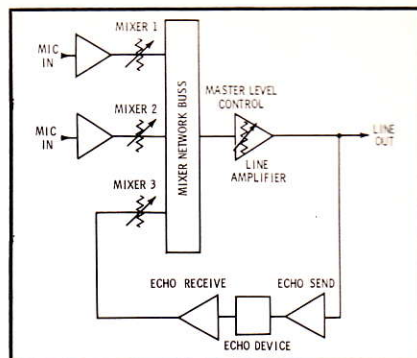 MIXER 1
MIC
IN
MIXER NETWORK BUSS
MIXER 2
MIC
IN
MASTER LEVEL
CONTROL
LINE
OUT
LINE
AMPLIFIER
MIXER 3
ECHO RECEIVE
ECHO SEND
ECHO DEVICE